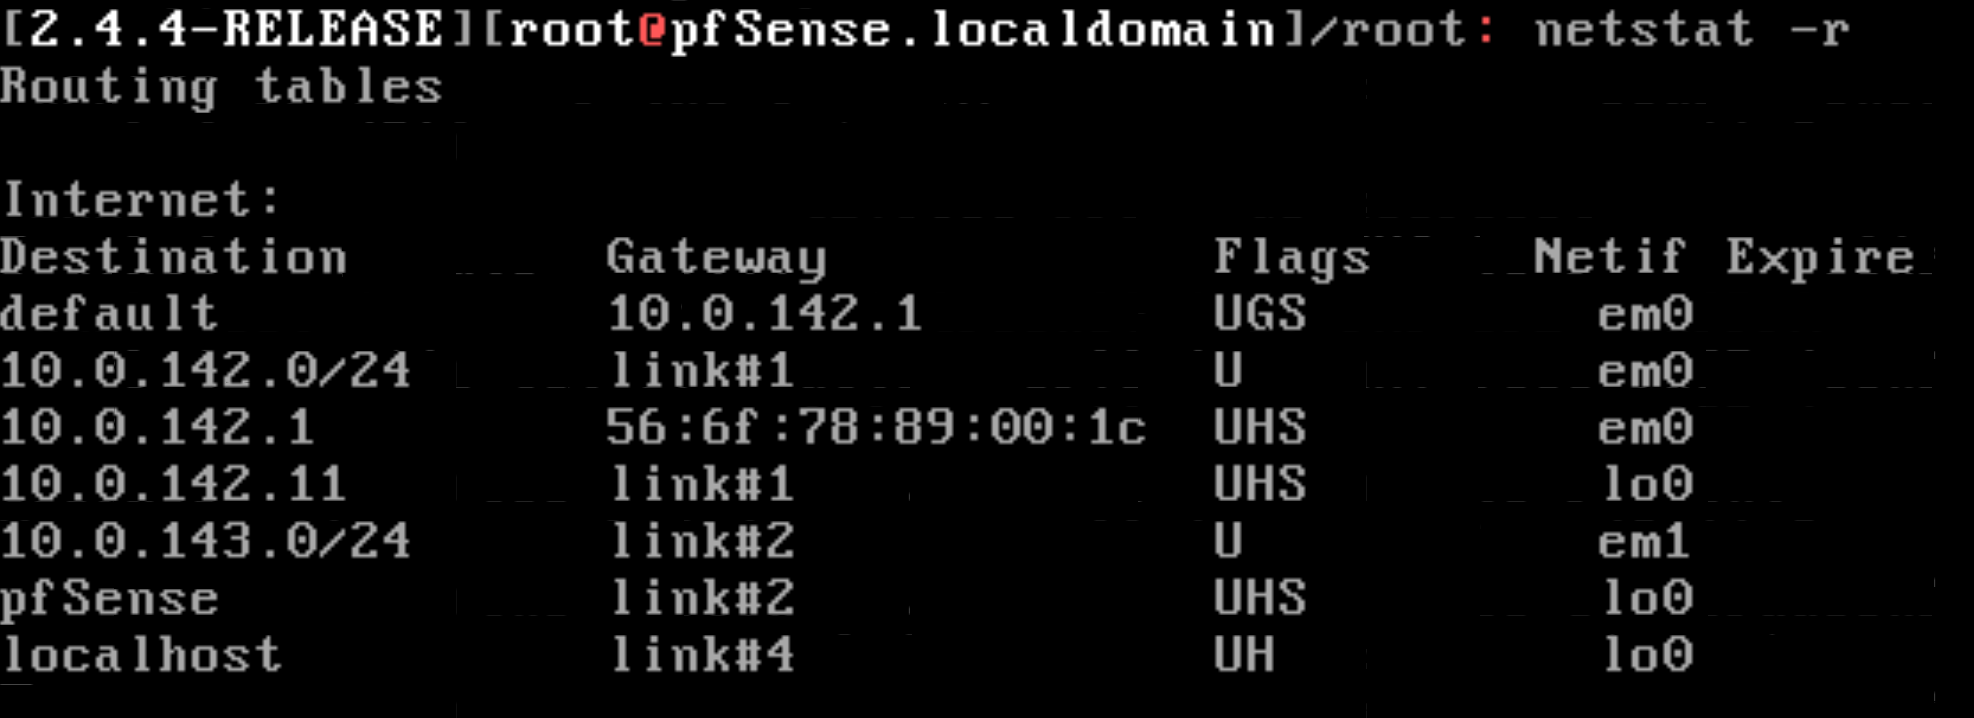 [2.4.4-RELEASE][root@pfSense.localdomain]/root: netstat -r
Routing tables
Internet:
Destination Gateway Flags Netif Expire
default 10.0.142.1 UGS em0
10.0.142.0/24 link#1 U em0
10.0.142.1 56:6f:78:89:00:1c UHS em0
10.0.142.11 link#1 UHS lo0
10.0.143.0/24 link#2 U em1
pfSense link#2 UHS lo0
localhost link#4 UH lo0